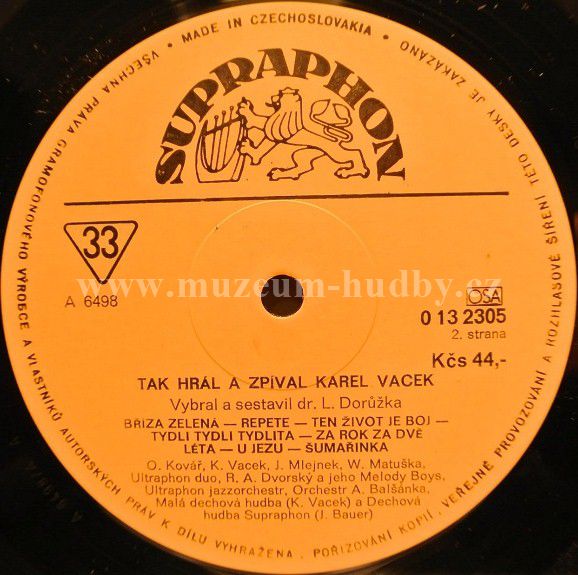 VŠECHNA PRÁVA GRAMOFONOVÉHO VÝROBCE A VLASTNÍKŮ AUTORSKÝCH PRÁV K DÍLU VYHRAŽENA. POŘIZOVÁNÍ KOPIÍ, VEŘEJNÉ PROVOZOVÁNÍ A ROZHLASOVÉ ŠÍŘENÍ TÉTO DESKY JE ZAKÁZÁNO • MADE IN CZECHOSLOVAKIA •
SUPRAPHON
33
A 6498
www.muzeum-hudby.cz
OSA
0 13 2305
2. strana
Kčs 44,-
TAK HRÁL A ZPÍVAL KAREL VACEK
Vybral a sestavil dr. L. Dorůžka
BŘÍZA ZELENÁ — REPETE — TEN ŽIVOT JE BOJ —
TYDLI TYDLI TYDLITA — ZA ROK ZA DVĚ
LÉTA — U JEZU — ŠUMAŘINKA
O. Kovář, K. Vacek, J. Mlejnek, W. Matuška,
Ultraphon duo, R. A. Dvorský a jeho Melody Boys,
Ultraphon jazzorchestr, Orchestr A. Balšánka,
Malá dechová hudba (K. Vacek) a Dechová
hudba Supraphon (J. Bauer)